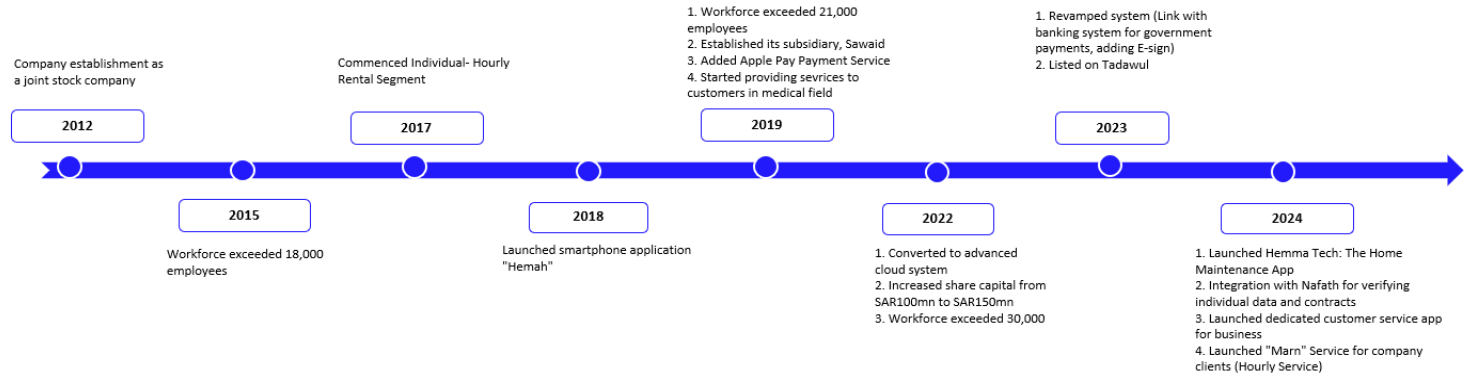 Company establishment as
a joint stock company
2012
2015
Workforce exceeded 18,000
employees
Commenced Individual- Hourly
Rental Segment
2017
2018
Launched smartphone application
"Hemah"
1. Workforce exceeded 21,000
employees
2. Established its subsidiary, Sawaid
3. Added Apple Pay Payment Service
4. Started providing sevrices to
customers in medical field
2019
2022
1. Converted to advanced
cloud system
2. Increased share capital from
SAR100mn to SAR150mn
3. Workforce exceeded 30,000
1. Revamped system (Link with
banking system for government
payments, adding E-sign)
2. Listed on Tadawul
2023
2024
1. Launched Hemma Tech: The Home
Maintenance App
2. Integration with Nafath for verifying
individual data and contracts
3. Launched dedicated customer service app
for business
4. Launched "Marn" Service for company
clients (Hourly Service)